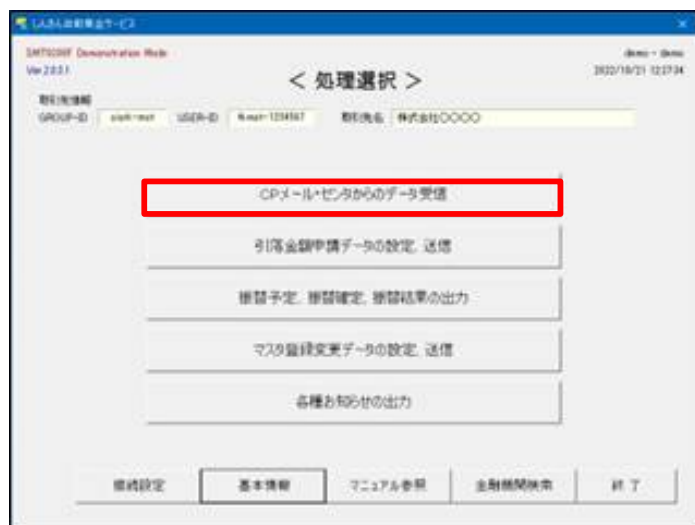 しんきん自動集金サービス
Demonstration Mode
demo - demo
Ver 2.0.3.1
2022/10/21 12:27:34
< 処理選択 >
取引先情報
GROUP-ID USER-ID 取引先名 株式会社〇〇〇〇
CPメール・センタからのデータ受信
引落金額申請データの設定、送信
振替予定、振替確定、振替結果の出力
マスタ登録変更データの設定、送信
各種お知らせの出力
接続設定 基本情報 マニュアル参照 金融機関検索 終 了